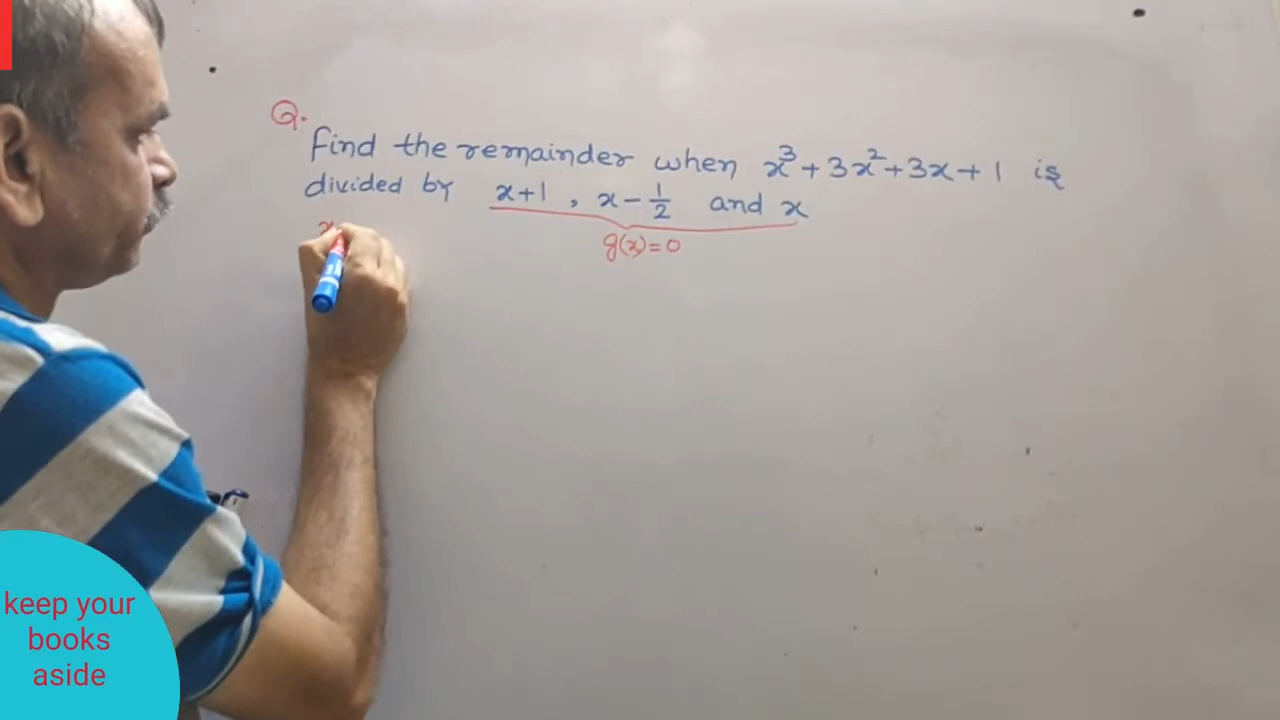 Q.
Find the remainder when x³+3x²+3x+1 is
divided by x+1 , x-1/2 and x
x
g(x)=0
keep your
books
aside